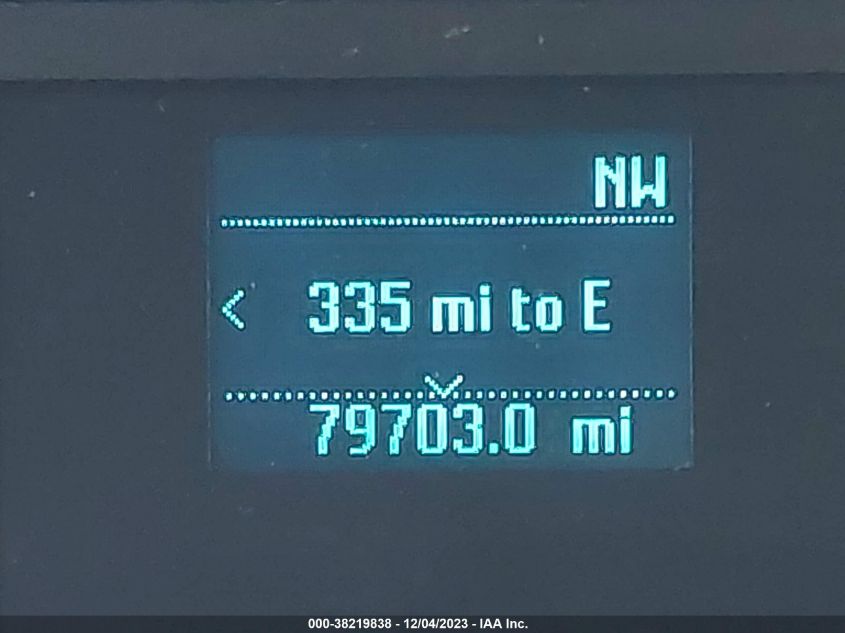 NW
< 335 mi to E
79703.0 mi
000-38219838 - 12/04/2023 - IAA Inc.